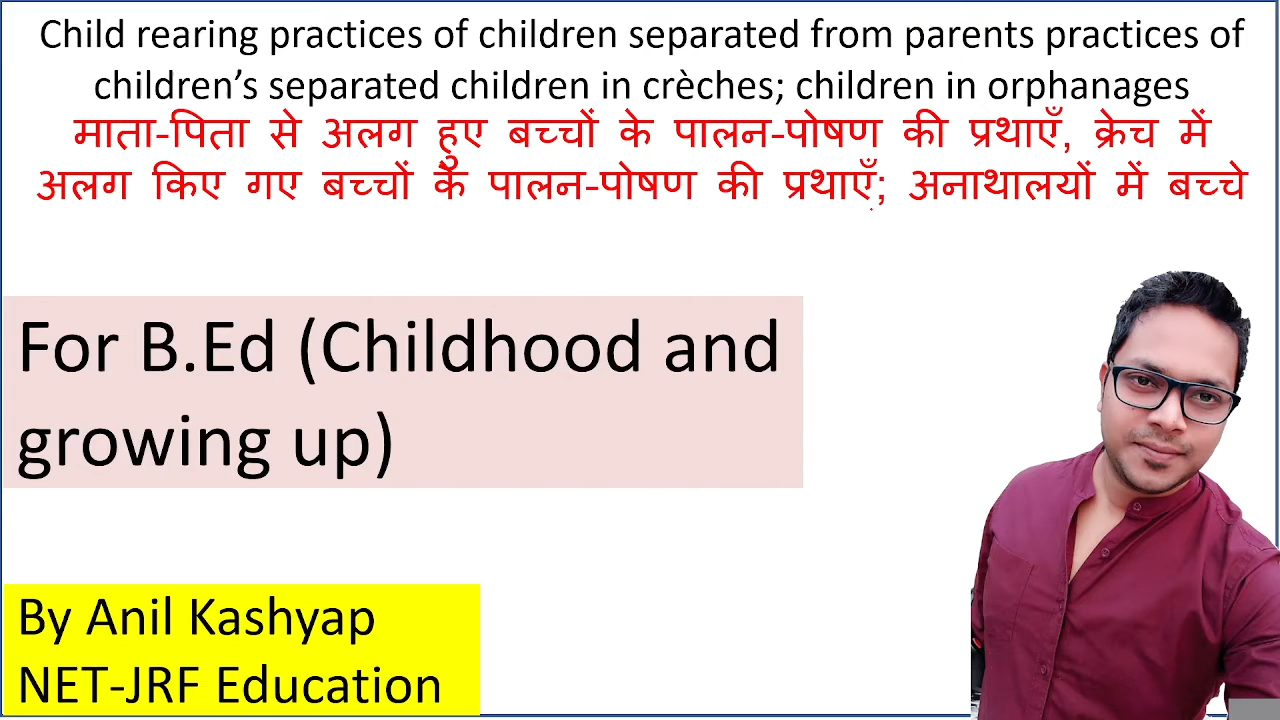 Child rearing practices of children separated from parents practices of
children’s separated children in crèches; children in orphanages
माता-पिता से अलग हुए बच्चों के पालन-पोषण की प्रथाएँ, क्रेच में
अलग किए गए बच्चों के पालन-पोषण की प्रथाएँ; अनाथालयों में बच्चे
For B.Ed (Childhood and
growing up)
By Anil Kashyap
NET-JRF Education